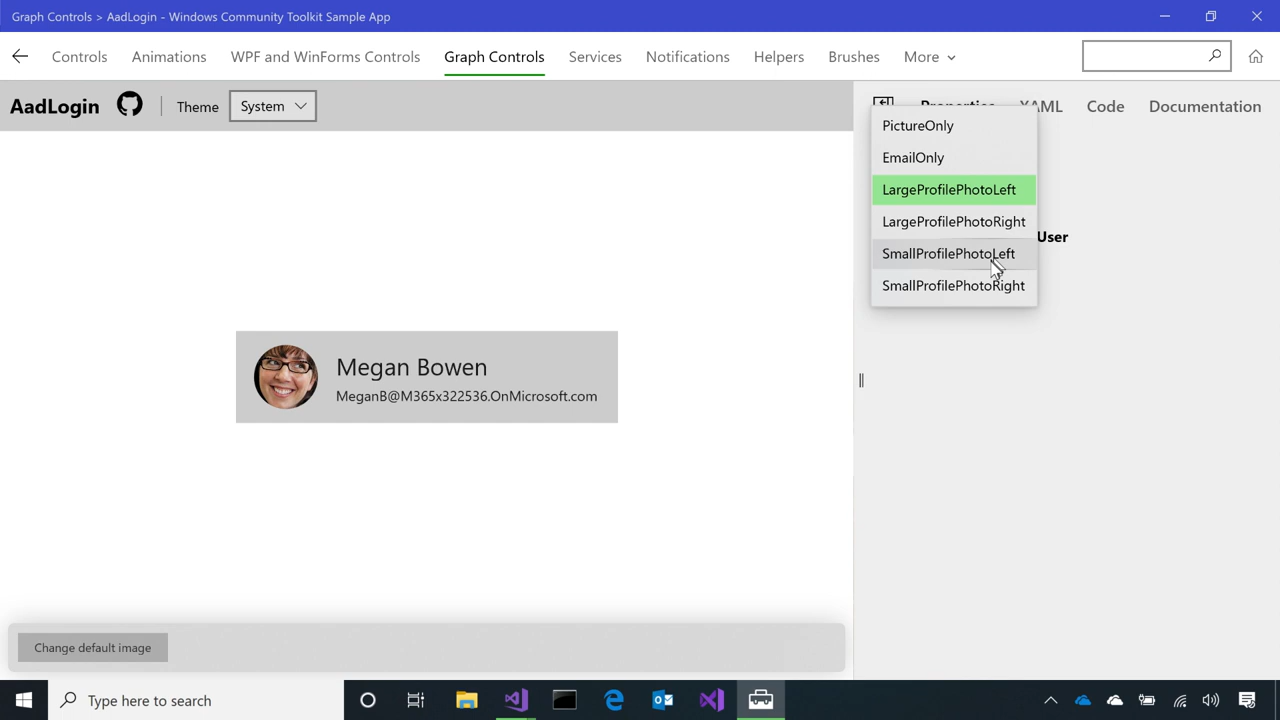 Graph Controls > AadLogin - Windows Community Toolkit Sample App
Controls Animations WPF and WinForms Controls Graph Controls Services Notifications Helpers Brushes More
AadLogin Theme System
Properties XAML Code Documentation
PictureOnly
EmailOnly
LargeProfilePhotoLeft
LargeProfilePhotoRight
User
SmallProfilePhotoLeft
SmallProfilePhotoRight
Megan Bowen
MeganB@M365x322536.OnMicrosoft.com
Change default image
Type here to search